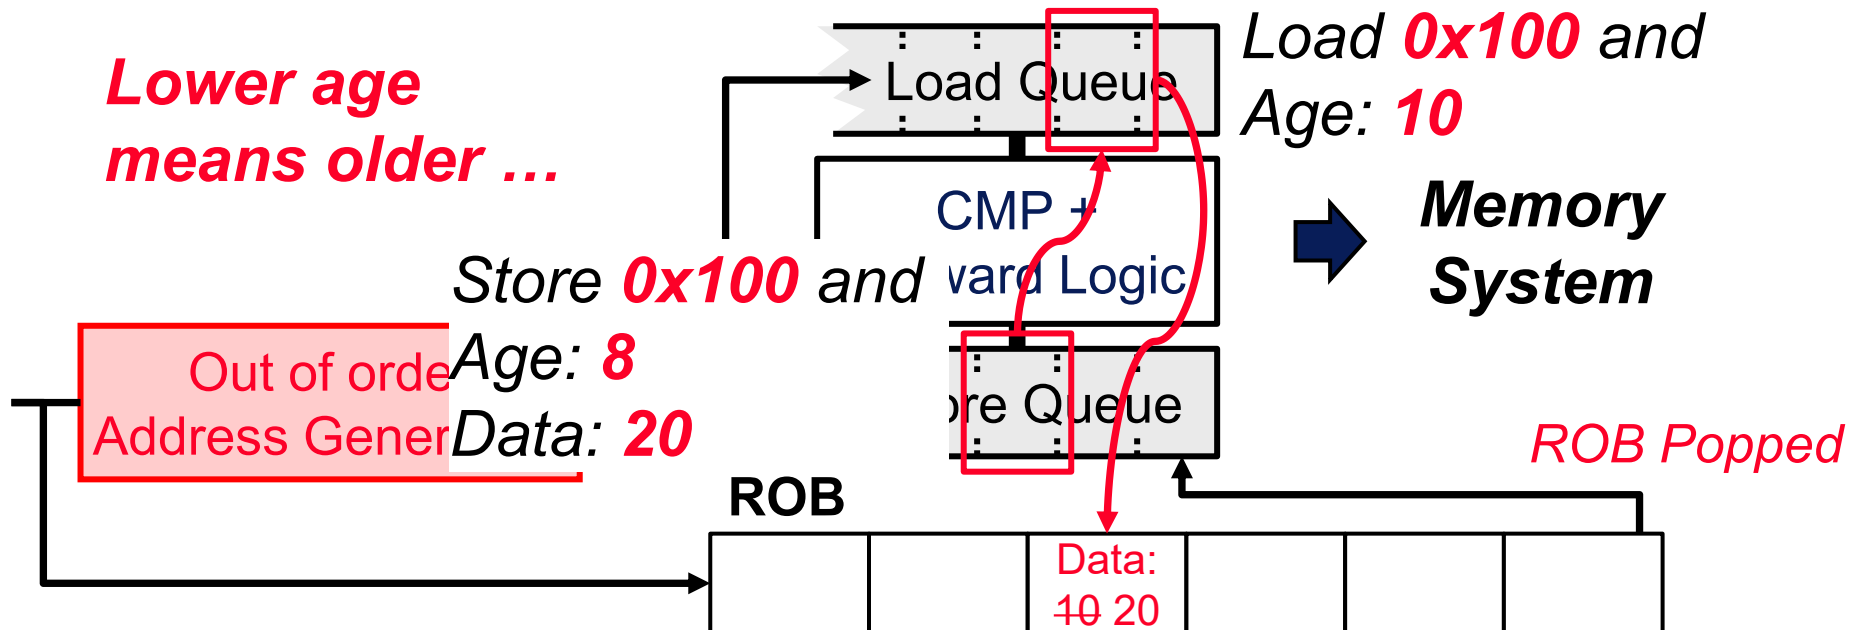 Lower age
means older …
Load Queue
Load 0x100 and
Age: 10
CMP +
ward Logic
Memory
System
Store 0x100 and
Age: 8
Data: 20
Out of orde
Address Gener
re Queue
ROB Popped
ROB
Data:
10 20